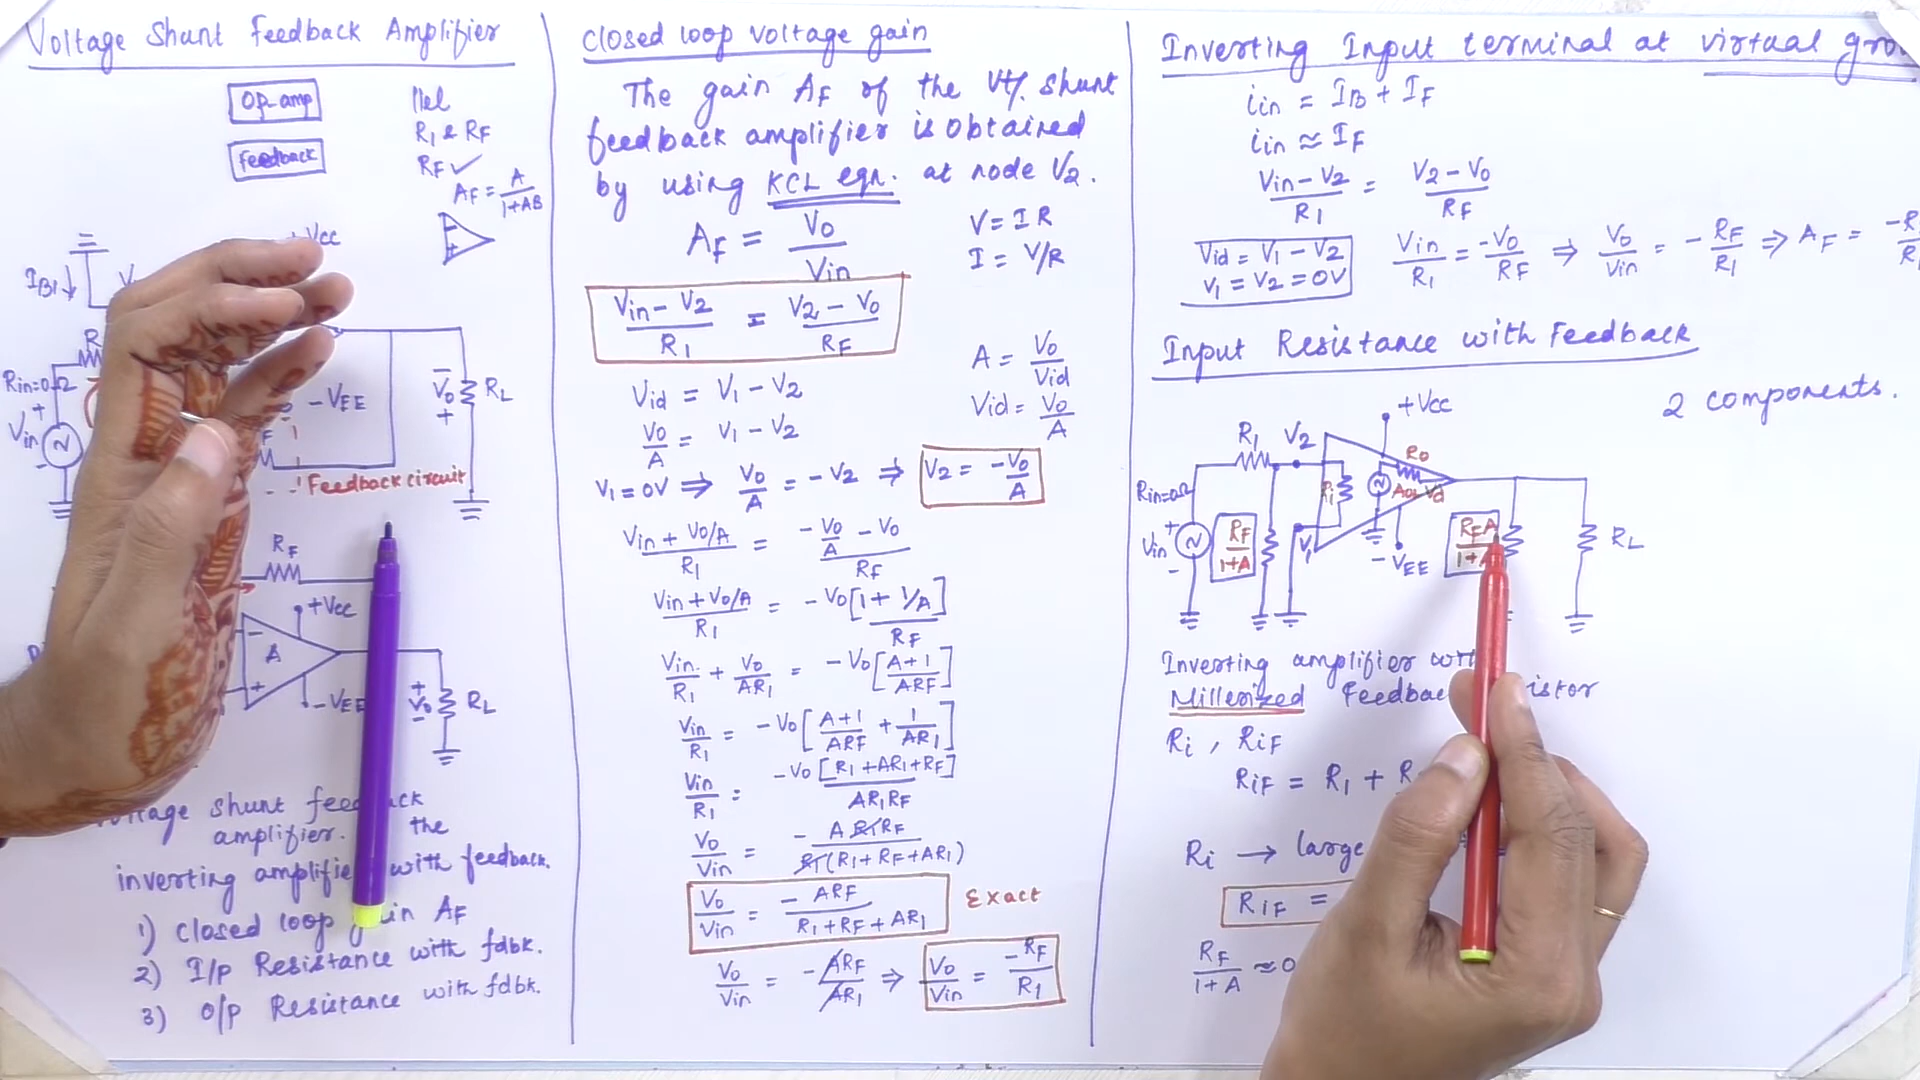 Voltage Shunt Feedback Amplifier
Op-amp
Feedback
llel
R1 & RF
RF ✓
AF = A / 1+AB
+Vcc
IB1 ↓
Rin=0Ω
+
Vin
-
-VEE
Feedback circuit
-
Vo
+
RL
RF
+Vcc
-
A
+
-VEE
+
Vo
-
RL
shunt feedback
amplifier. the
inverting amplifier with feedback.
1) closed loop AF
2) I/p Resistance with fdbk.
3) O/p Resistance with fdbk.
Closed loop voltage gain
The gain AF of the Vtg. shunt
feedback amplifier is obtained
by using KCL eqn. at node V2.
AF = Vo / Vin
V = IR
I = V/R
Vin - V2 / R1 = V2 - Vo / RF
Vid = V1 - V2
Vo / A = V1 - V2
A = Vo / Vid
Vid = Vo / A
V1 = 0V ⇒ Vo / A = -V2 ⇒ V2 = -Vo / A
Vin + Vo/A / R1 = -Vo/A - Vo / RF
Vin + Vo/A / R1 = -Vo[1 + 1/A] / RF
Vin / R1 + Vo / AR1 = -Vo[A+1 / ARF]
Vin / R1 = -Vo[A+1 / ARF + 1 / AR1]
Vin / R1 = -Vo[R1 + AR1 + RF] / AR1RF
Vo / Vin = - AR1RF / R1(R1+RF+AR1)
Vo / Vin = - ARF / R1+RF+AR1 Exact
Vo / Vin = - ARF / AR1 ⇒ Vo / Vin = -RF / R1
Inverting Input terminal at virtual
iin = IB + IF
iin ≈ IF
Vin - V2 / R1 = V2 - Vo / RF
Vid = V1 - V2
V1 = V2 = 0V
Vin / R1 = -Vo / RF ⇒ Vo / Vin = - RF / R1 ⇒ AF =
Input Resistance with Feedback
2 components.
+Vcc
R1
V2
Ro
Ri
Rin=0Ω
+
Vin
-
RF / 1+A
V1
-VEE
RFA
RL
Inverting amplifier
Millerized
Ri , RiF
RiF = R1 +
Ri → large
RiF =
RF / 1+A ≈ 0